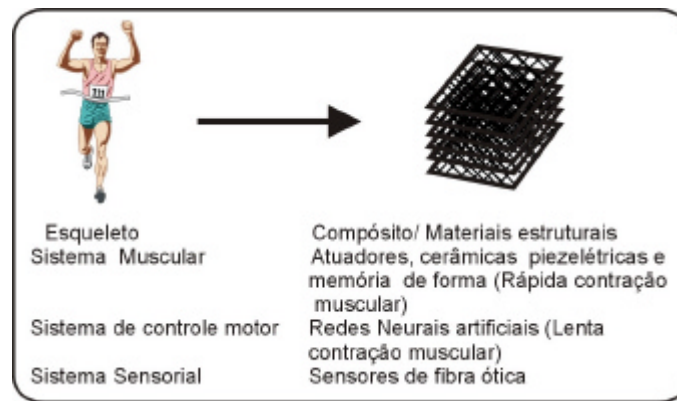 711
Esqueleto Compósito/ Materiais estruturais
Sistema Muscular Atuadores, cerâmicas piezelétricas e
memória de forma (Rápida contração
muscular)
Sistema de controle motor Redes Neurais artificiais (Lenta
contração muscular)
Sistema Sensorial Sensores de fibra ótica